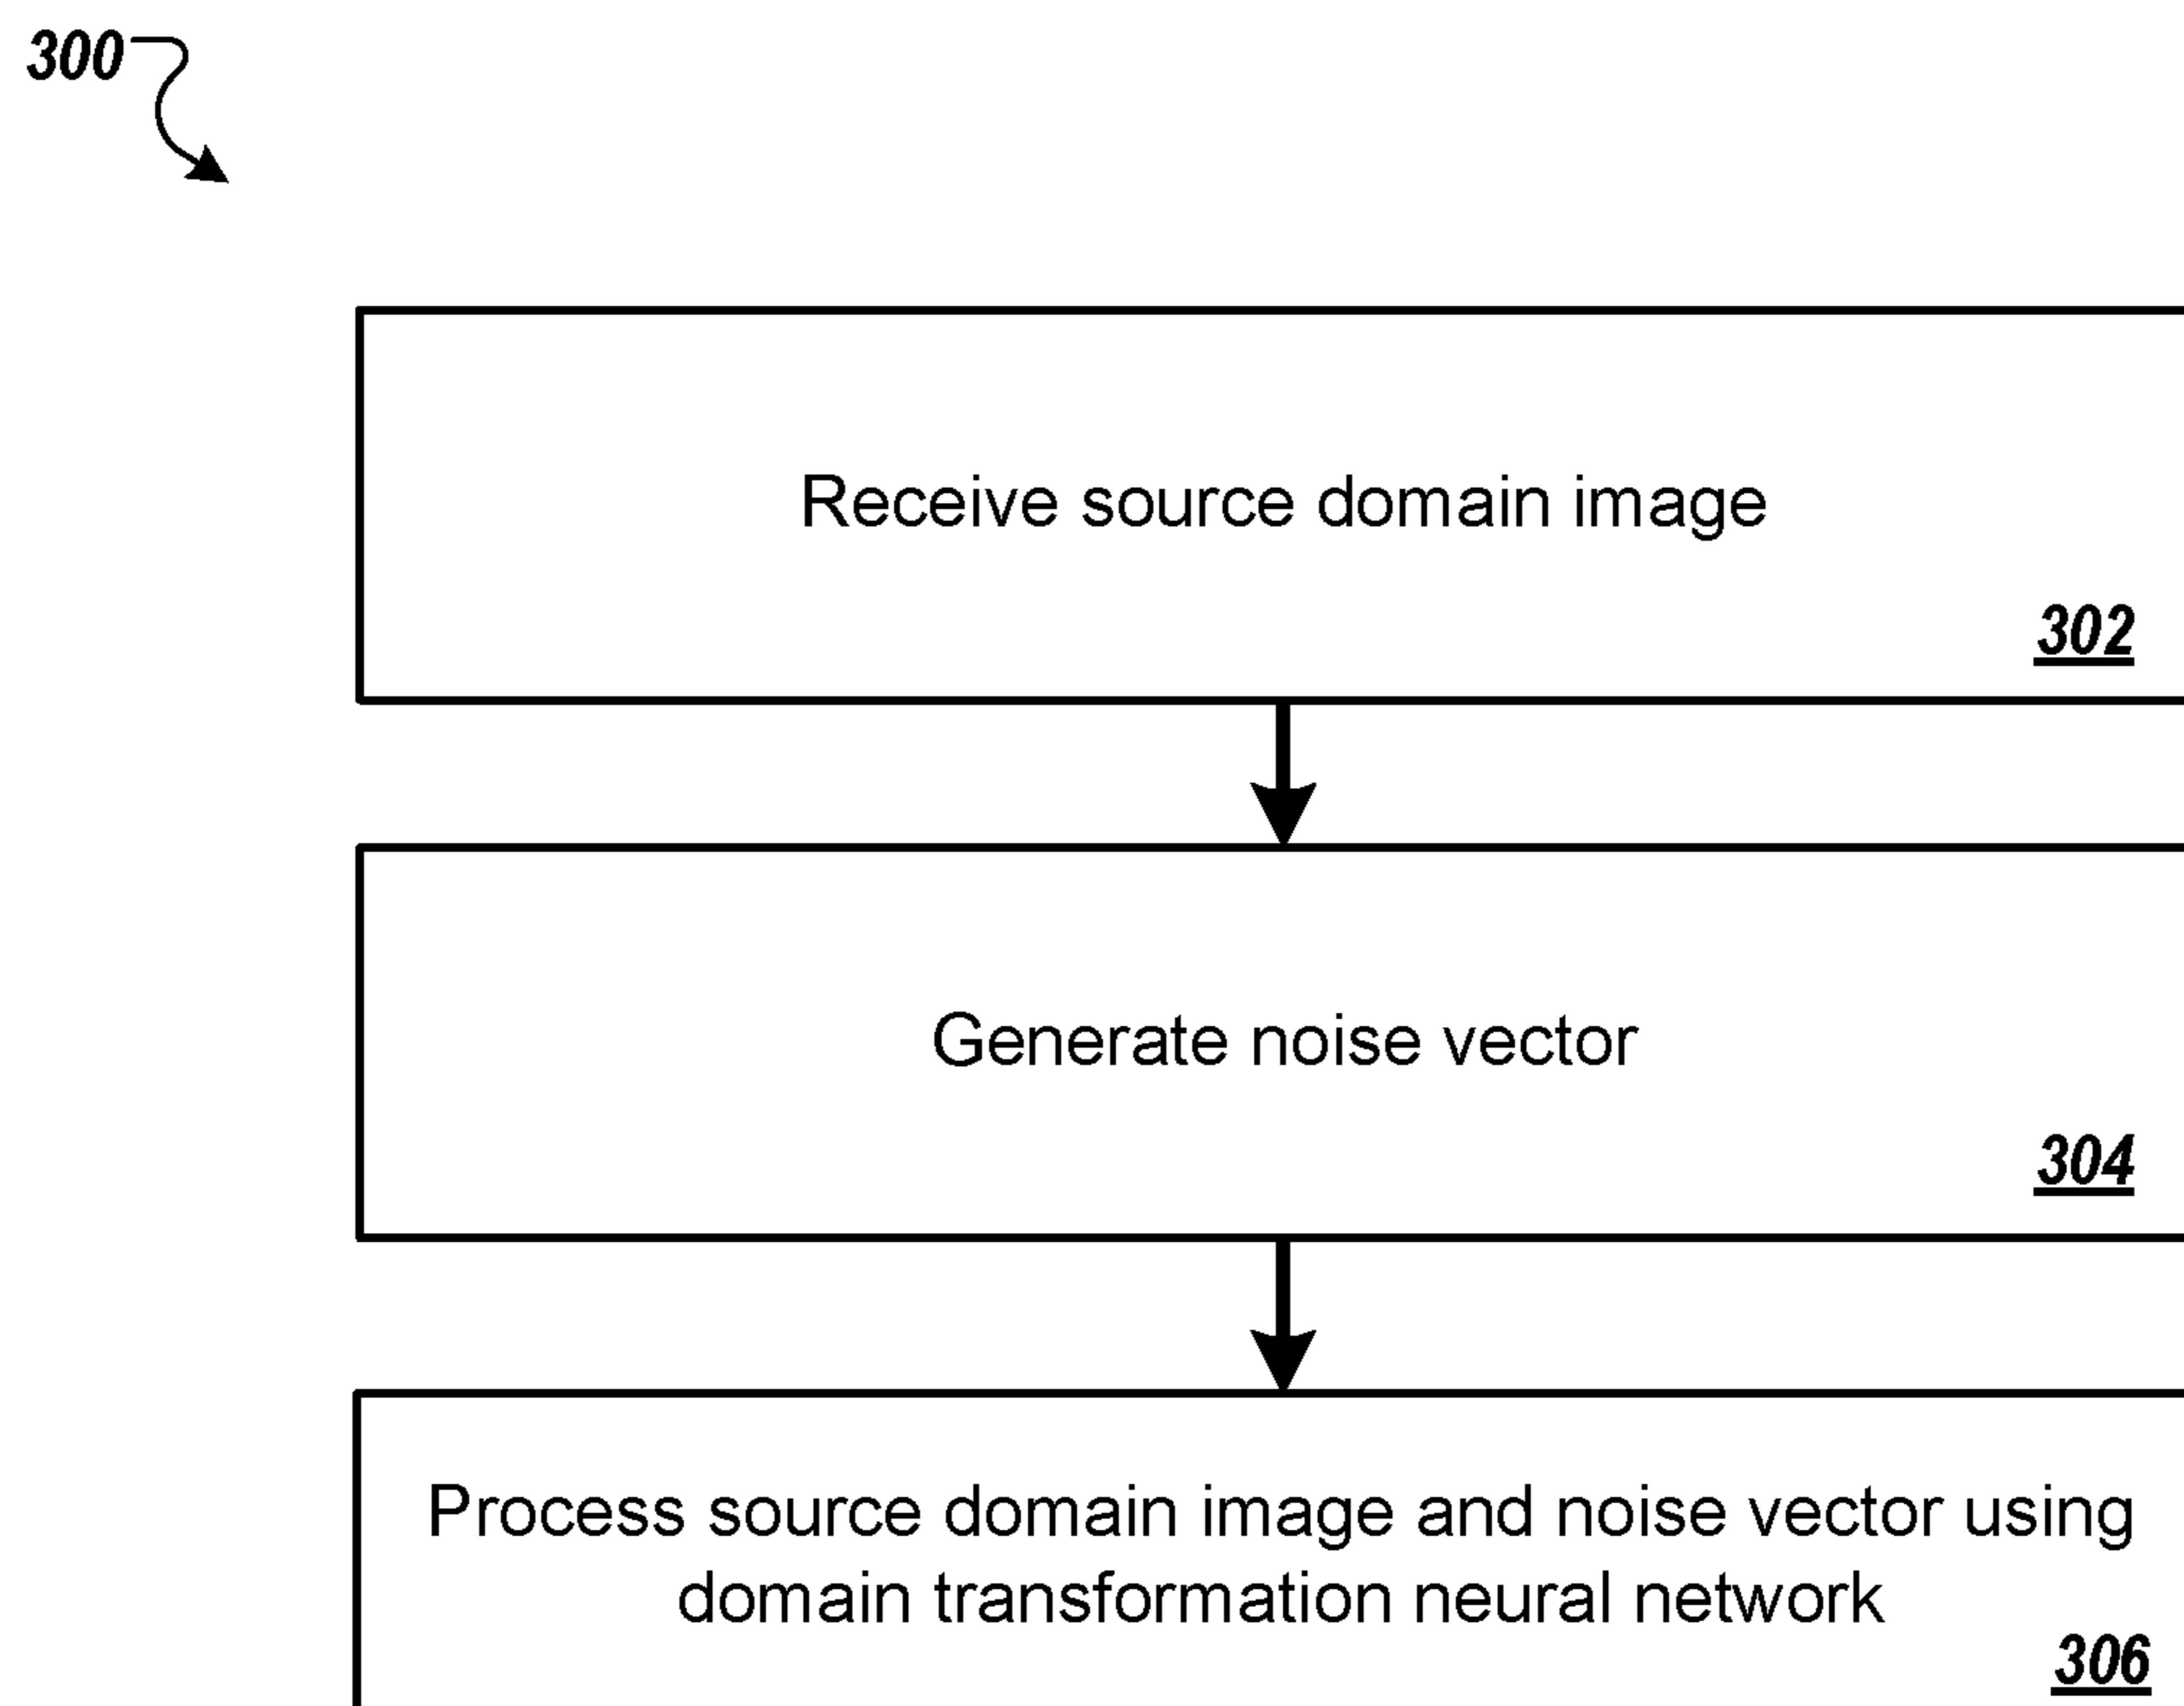 300
Receive source domain image
302
Generate noise vector
304
Process source domain image and noise vector using
domain transformation neural network
306